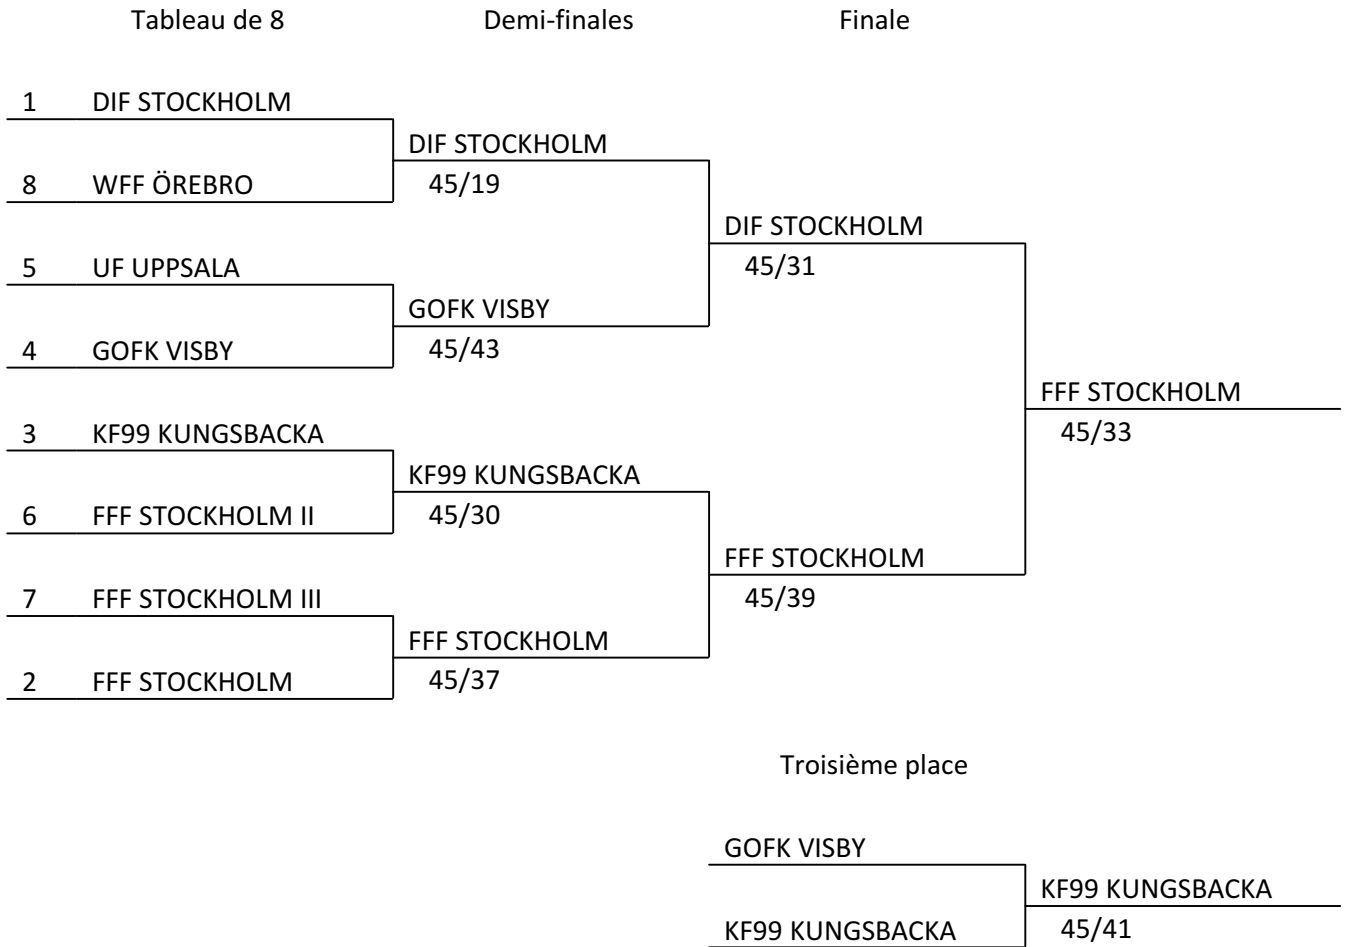 Tableau de 8 Demi-finales Finale
1 DIF STOCKHOLM
DIF STOCKHOLM
8 WFF ÖREBRO 45/19
DIF STOCKHOLM
5 UF UPPSALA 45/31
GOFK VISBY
4 GOFK VISBY 45/43
FFF STOCKHOLM
3 KF99 KUNGSBACKA 45/33
KF99 KUNGSBACKA
6 FFF STOCKHOLM II 45/30
FFF STOCKHOLM
7 FFF STOCKHOLM III 45/39
FFF STOCKHOLM
2 FFF STOCKHOLM 45/37
Troisième place
GOFK VISBY
KF99 KUNGSBACKA
KF99 KUNGSBACKA 45/41